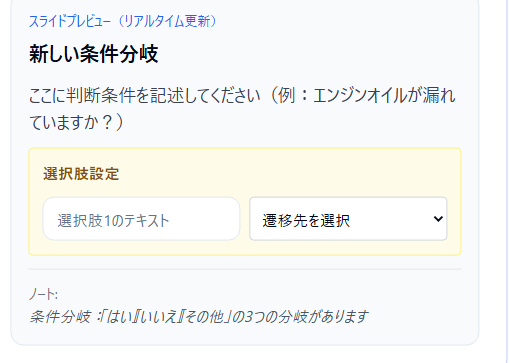 スライドプレビュー（リアルタイム更新）
新しい条件分岐
ここに判断条件を記述してください（例：エンジンオイルが漏れ
ていますか？）
選択肢設定
選択肢1のテキスト
遷移先を選択
ノート:
条件分岐：「はい』『いいえ』『その他」の3つの分岐があります